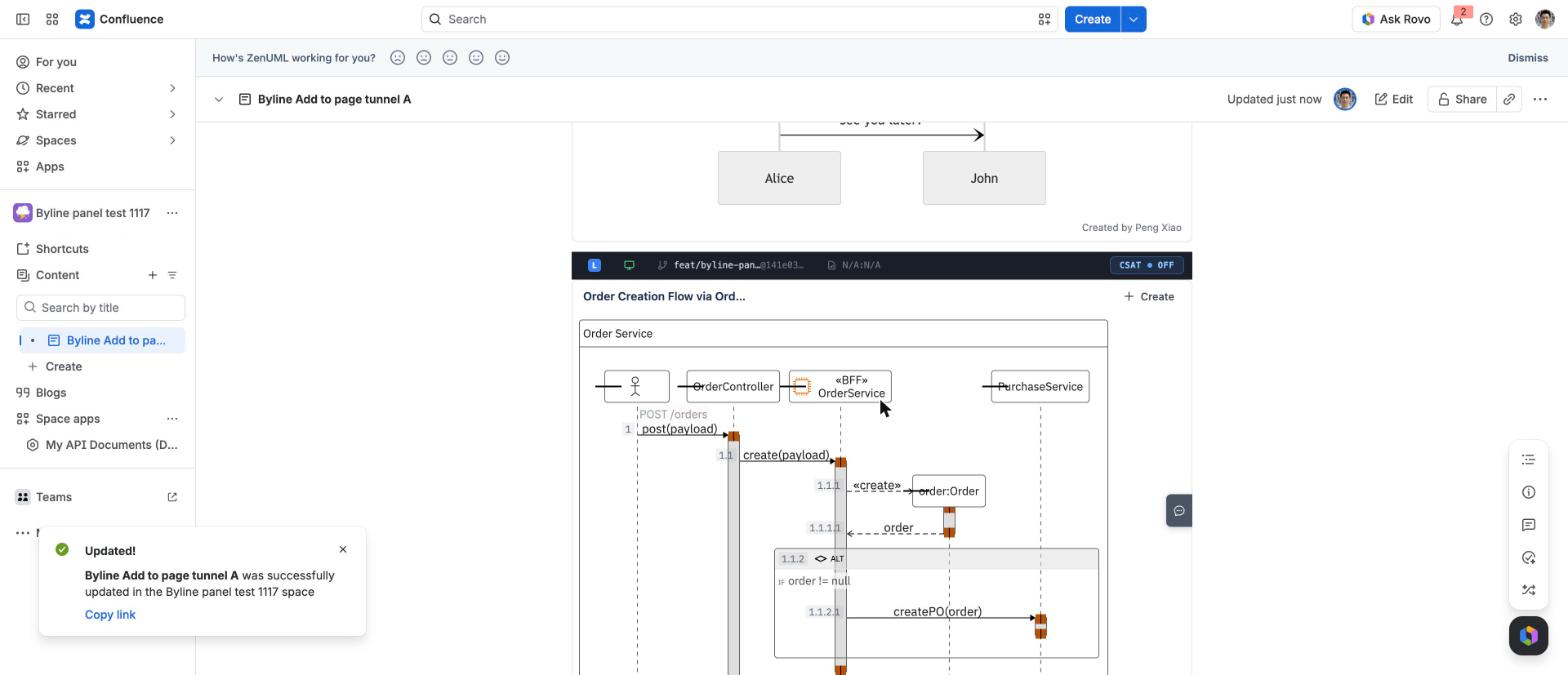 Confluence
Search
Create
Ask Rovo
2
For you
Recent
Starred
Spaces
Apps
Byline panel test 1117
Shortcuts
Content
Search by title
Byline Add to pa...
Create
Blogs
Space apps
My API Documents (D...
Teams
How's ZenUML working for you?
Dismiss
Byline Add to page tunnel A
Updated just now
Edit
Share
see you later!
Alice
John
Created by Peng Xiao
L
feat/byline-pan…@141e03…
N/A:N/A
CSAT OFF
Order Creation Flow via Ord...
Create
Order Service
OrderController
«BFF»
OrderService
PurchaseService
POST /orders
1 post(payload)
1.1 create(payload)
1.1.1 «create» order:Order
1.1.1.1 order
1.1.2 ALT
IF order != null
1.1.2.1 createPO(order)
Updated!
Byline Add to page tunnel A was successfully
updated in the Byline panel test 1117 space
Copy link